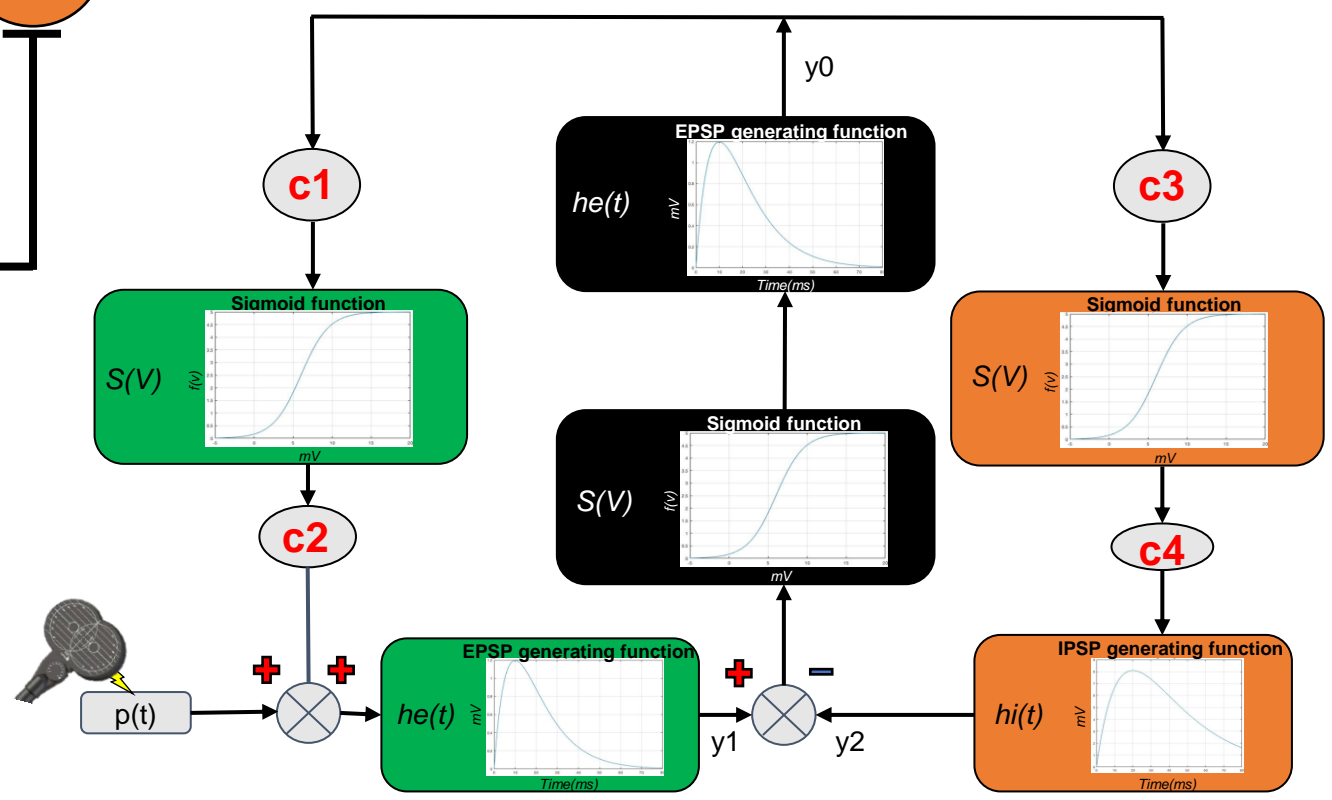 y0
EPSP generating function
he(t)
mV
Time(ms)
c1
c3
Sigmoid function
S(V)
f(v)
mV
Sigmoid function
S(V)
f(v)
mV
Sigmoid function
S(V)
f(v)
mV
c2
c4
p(t)
EPSP generating function
he(t)
mV
Time(ms)
y1
y2
IPSP generating function
hi(t)
mV
Time(ms)